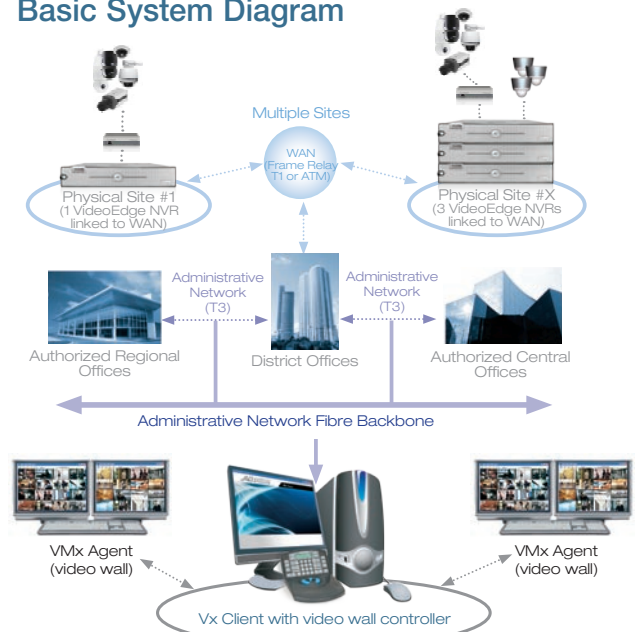 Basic System Diagram
Multiple Sites
WAN
(Frame Relay
T1 or ATM)
Physical Site #1
(1 VideoEdge NVR
linked to WAN)
Physical Site #X
(3 VideoEdge NVRs
linked to WAN)
Administrative
Network
(T3)
Administrative
Network
(T3)
Authorized Regional
Offices
District Offices
Authorized Central
Offices
Administrative Network Fibre Backbone
VMx Agent
(video wall)
VMx Agent
(video wall)
Vx Client with video wall controller